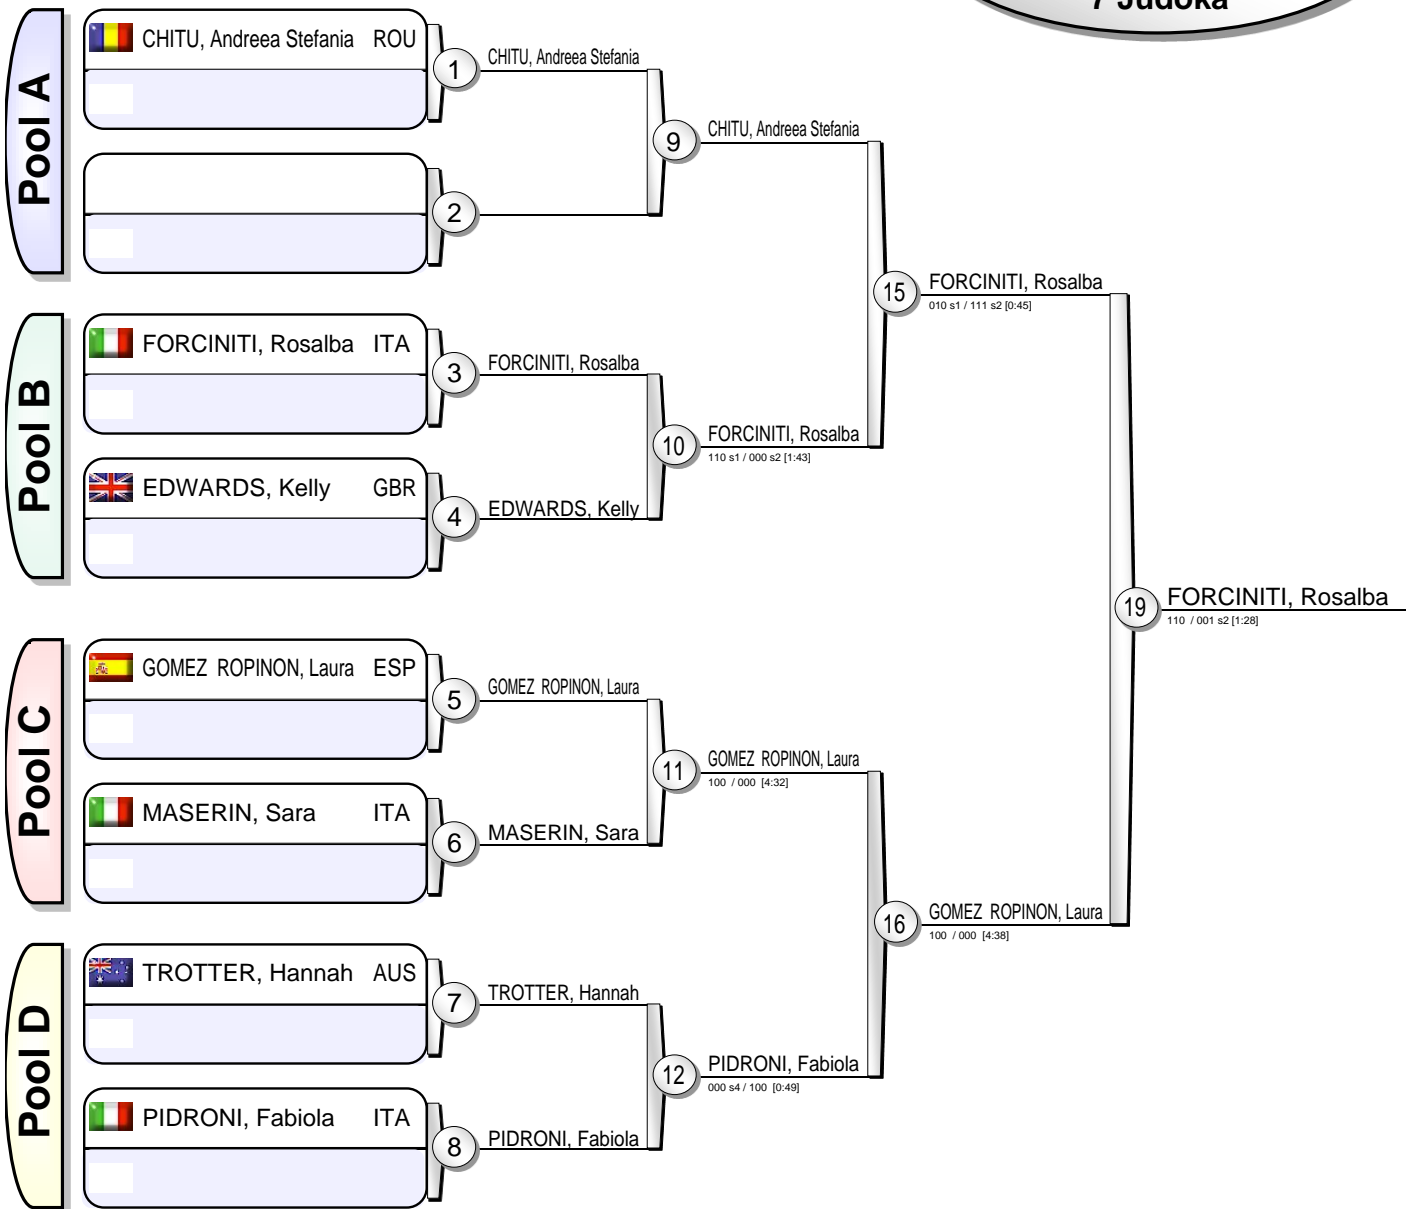 7 Judoka
Pool A
CHITU, Andreea Stefania ROU
1
CHITU, Andreea Stefania
2
9
CHITU, Andreea Stefania
Pool B
FORCINITI, Rosalba ITA
3
FORCINITI, Rosalba
EDWARDS, Kelly GBR
4
EDWARDS, Kelly
10
FORCINITI, Rosalba
110 s1 / 000 s2 [1:43]
15
FORCINITI, Rosalba
010 s1 / 111 s2 [0:45]
Pool C
GOMEZ ROPINON, Laura ESP
5
GOMEZ ROPINON, Laura
MASERIN, Sara ITA
6
MASERIN, Sara
11
GOMEZ ROPINON, Laura
100 / 000 [4:32]
Pool D
TROTTER, Hannah AUS
7
TROTTER, Hannah
PIDRONI, Fabiola ITA
8
PIDRONI, Fabiola
12
PIDRONI, Fabiola
000 s4 / 100 [0:49]
16
GOMEZ ROPINON, Laura
100 / 000 [4:38]
19
FORCINITI, Rosalba
110 / 001 s2 [1:28]